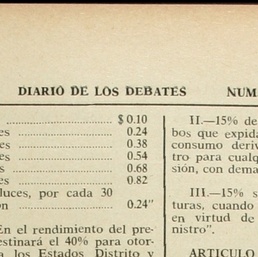 DIARIO DE LOS DEBATES NUM
$ 0.10
es 0.24
es 0.38
es 0.54
es 0.68
es 0.82
luces, por cada 30
0.24"
En el rendimiento del pre-
estinará el 40% para otor-
a los Estados, Distrito y
II.—15% de
bos que expida
consumo deriv
tro para cualq
sión, con dema
III.—15% s
turas, cuando
en virtud de
nistro".
ARTICULO